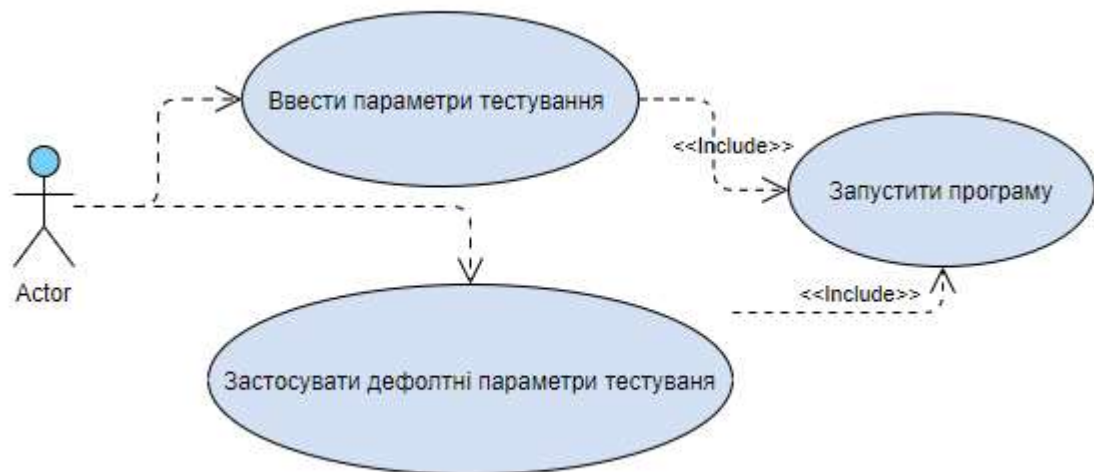 Ввести параметри тестування
<<Include>>
Запустити програму
Actor
<<Include>>
Застосувати дефолтні параметри тестуваня